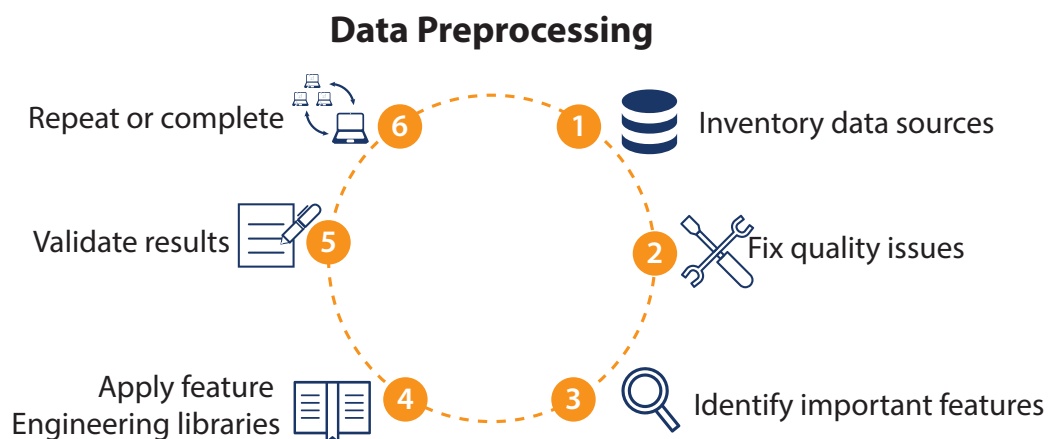 Data Preprocessing
1
Inventory data sources
2
Fix quality issues
3
Identify important features
4
Apply feature
Engineering libraries
5
Validate results
6
Repeat or complete